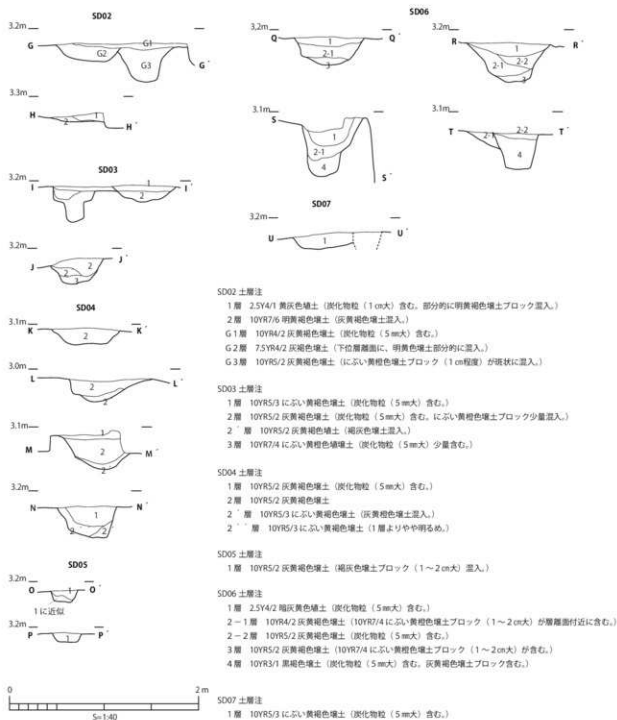 SD02
3.2m
G G1 G2 G3 G´
3.3m
H 1 2 H´
SD03
3.2m
I 1 2 I´
3.2m
J 2 2´ 3 J´
SD04
3.1m
K 2 K´
3.0m
L 2 2´ L´
3.1m
M 1 2 2´ M´
3.2m
N 1 2´ 2´´ N´
SD05
3.2m
O 1 O´
1に近似
3.2m
P 1 P´
0 2 m
S=1:40
SD06
3.2m
Q 1 2-1 3 Q´
3.2m
R 1 2-1 2-2 3 R´
3.1m
S 1 2-1 4 S´
3.1m
T 2-1 2-2 4 T´
SD07
3.2m
U 1 U´
SD02 土層注
1層 2.5Y4/1 黄灰色埴土(炭化物粒(1㎝大)含む。部分的に明黄褐色壌土ブロック混入。)
2層 10YR7/6 明黄褐色壌土(灰黄褐色壌土混入。)
G1層 10YR4/2 灰黄褐色壌土(炭化物粒(5㎜大)含む。)
G2層 7.5YR4/2 灰褐色壌土(下位層離面に、明黄色壌土部分的に混入。)
G3層 10YR5/2 灰黄褐色壌土(にぶい黄橙色壌土ブロック(1㎝程度)が斑状に混入。)
SD03 土層注
1層 10YR5/3 にぶい黄褐色壌土(炭化物粒(5㎜大)含む。)
2層 10YR5/2 灰黄褐色壌土(炭化物粒(5㎜大)含む。にぶい黄橙色壌土ブロック少量混入。)
2´層 10YR5/2 灰黄褐色壌土(褐灰色壌土混入。)
3層 10YR7/4 にぶい黄橙色埴壌土(炭化物粒(5㎜大)少量含む。)
SD04 土層注
1層 10YR5/2 灰黄褐色壌土(炭化物粒(5㎜大)含む。)
2層 10YR5/2 灰黄褐色壌土
2´層 10YR5/3 にぶい黄褐色壌土(灰黄橙色壌土混入。)
2´´層 10YR5/3 にぶい黄褐色壌土(1層よりやや明るめ。)
SD05 土層注
1層 10YR5/2 灰黄褐色壌土(褐灰色壌土ブロック(1~2㎝大)混入。)
SD06 土層注
1層 2.5Y4/2 暗灰黄色埴土(炭化物粒(5㎜大)含む。)
2-1層 10YR4/2 灰黄褐色壌土(10YR7/4 にぶい黄橙色壌土ブロック(1~2㎝大)が層離面付近に含む。)
2-2層 10YR5/2 灰黄褐色壌土(炭化物粒(5㎜大)含む。)
3層 10YR5/2 灰黄褐色壌土(10YR7/4 にぶい黄橙色壌土ブロック(1~2㎝大)が含む。)
4層 10YR3/1 黒褐色壌土(炭化物粒(5㎜大)含む。灰黄褐色壌土ブロック含む。)
SD07 土層注
1層 10YR5/3 にぶい黄褐色壌土(炭化物粒(5㎜大)含む。)